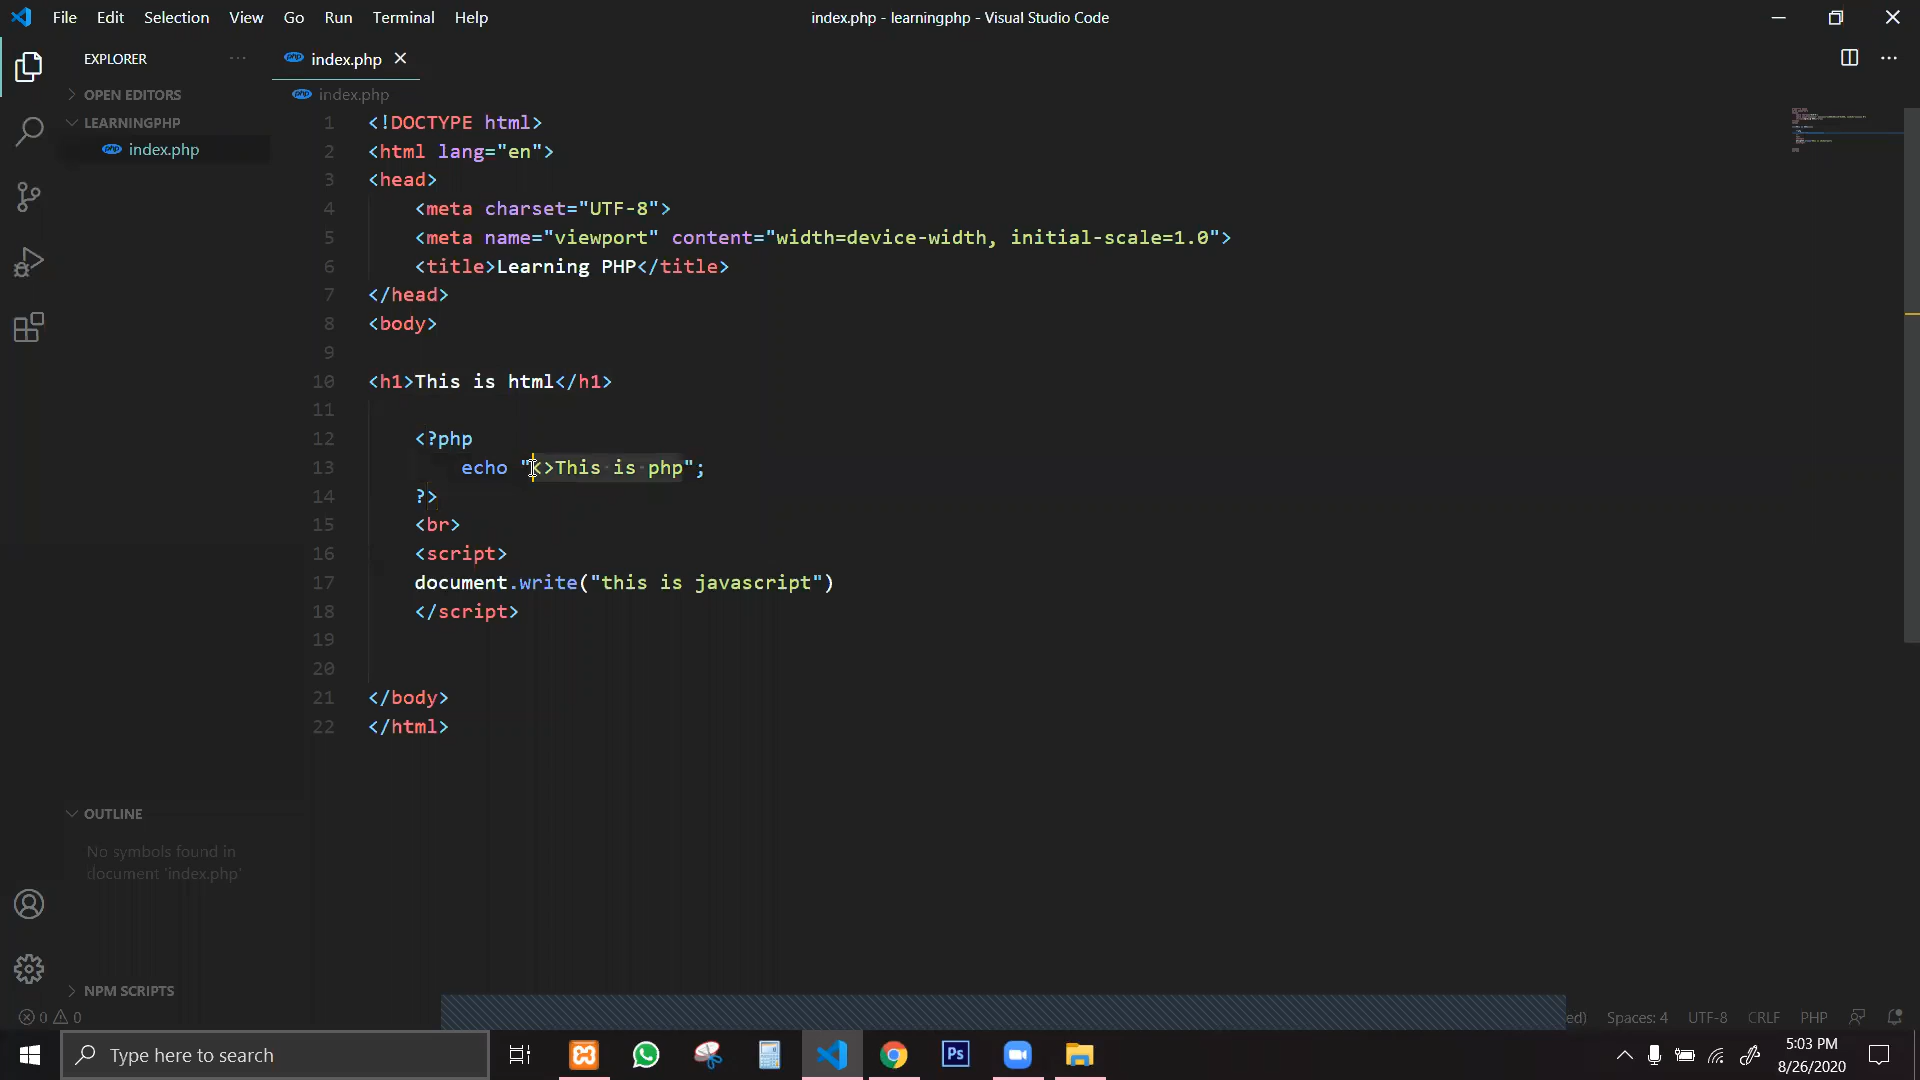 File Edit Selection View Go Run Terminal Help
index.php - learningphp - Visual Studio Code
EXPLORER
OPEN EDITORS
LEARNINGPHP
index.php
index.php
index.php
1 <!DOCTYPE html>
2 <html lang="en">
3 <head>
4 <meta charset="UTF-8">
5 <meta name="viewport" content="width=device-width, initial-scale=1.0">
6 <title>Learning PHP</title>
7 </head>
8 <body>
9
10 <h1>This is html</h1>
11
12 <?php
13 echo "<>This is php";
14 ?>
15 <br>
16 <script>
17 document.write("this is javascript")
18 </script>
19
20
21 </body>
22 </html>
OUTLINE
No symbols found in
document 'index.php'
NPM SCRIPTS
0 0
ed) Spaces: 4 UTF-8 CRLF PHP
Type here to search
Ps
5:03 PM
8/26/2020